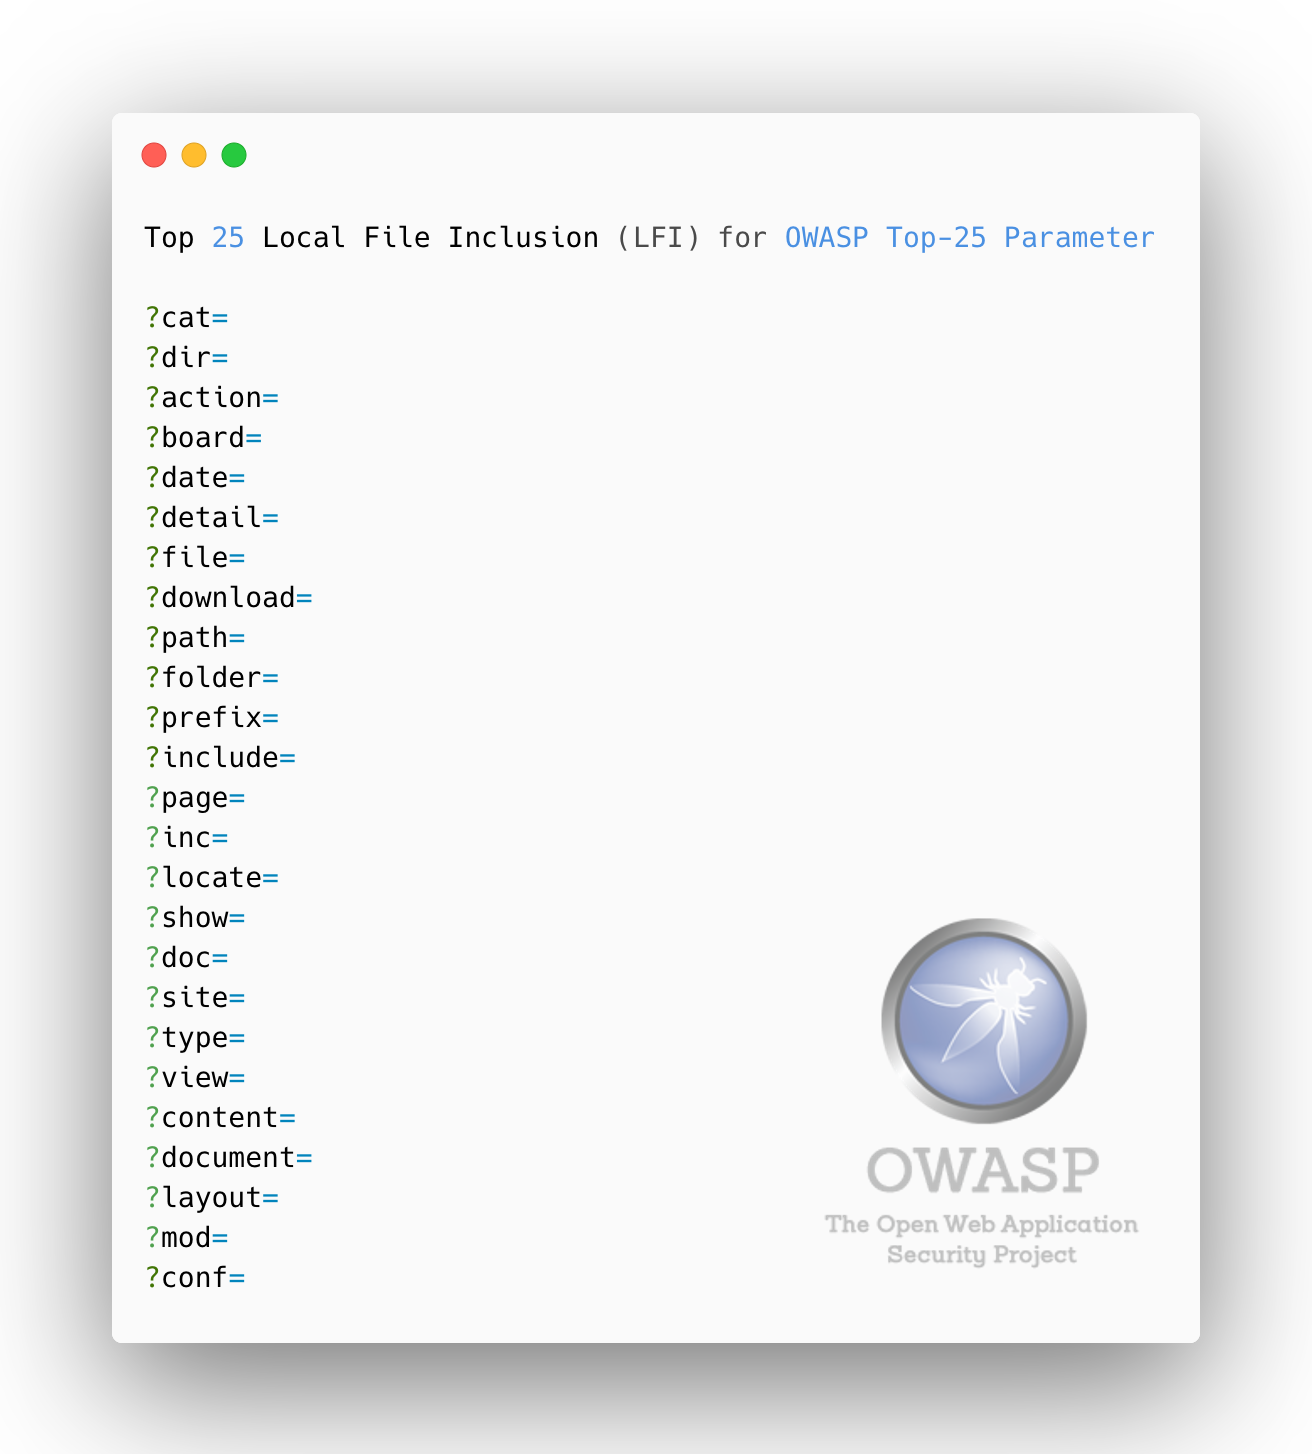 Top 25 Local File Inclusion (LFI) for OWASP Top-25 Parameter
?cat=
?dir=
?action=
?board=
?date=
?detail=
?file=
?download=
?path=
?folder=
?prefix=
?include=
?page=
?inc=
?locate=
?show=
?doc=
?site=
?type=
?view=
?content=
?document=
?layout=
?mod=
?conf=
OWASP
The Open Web Application
Security Project